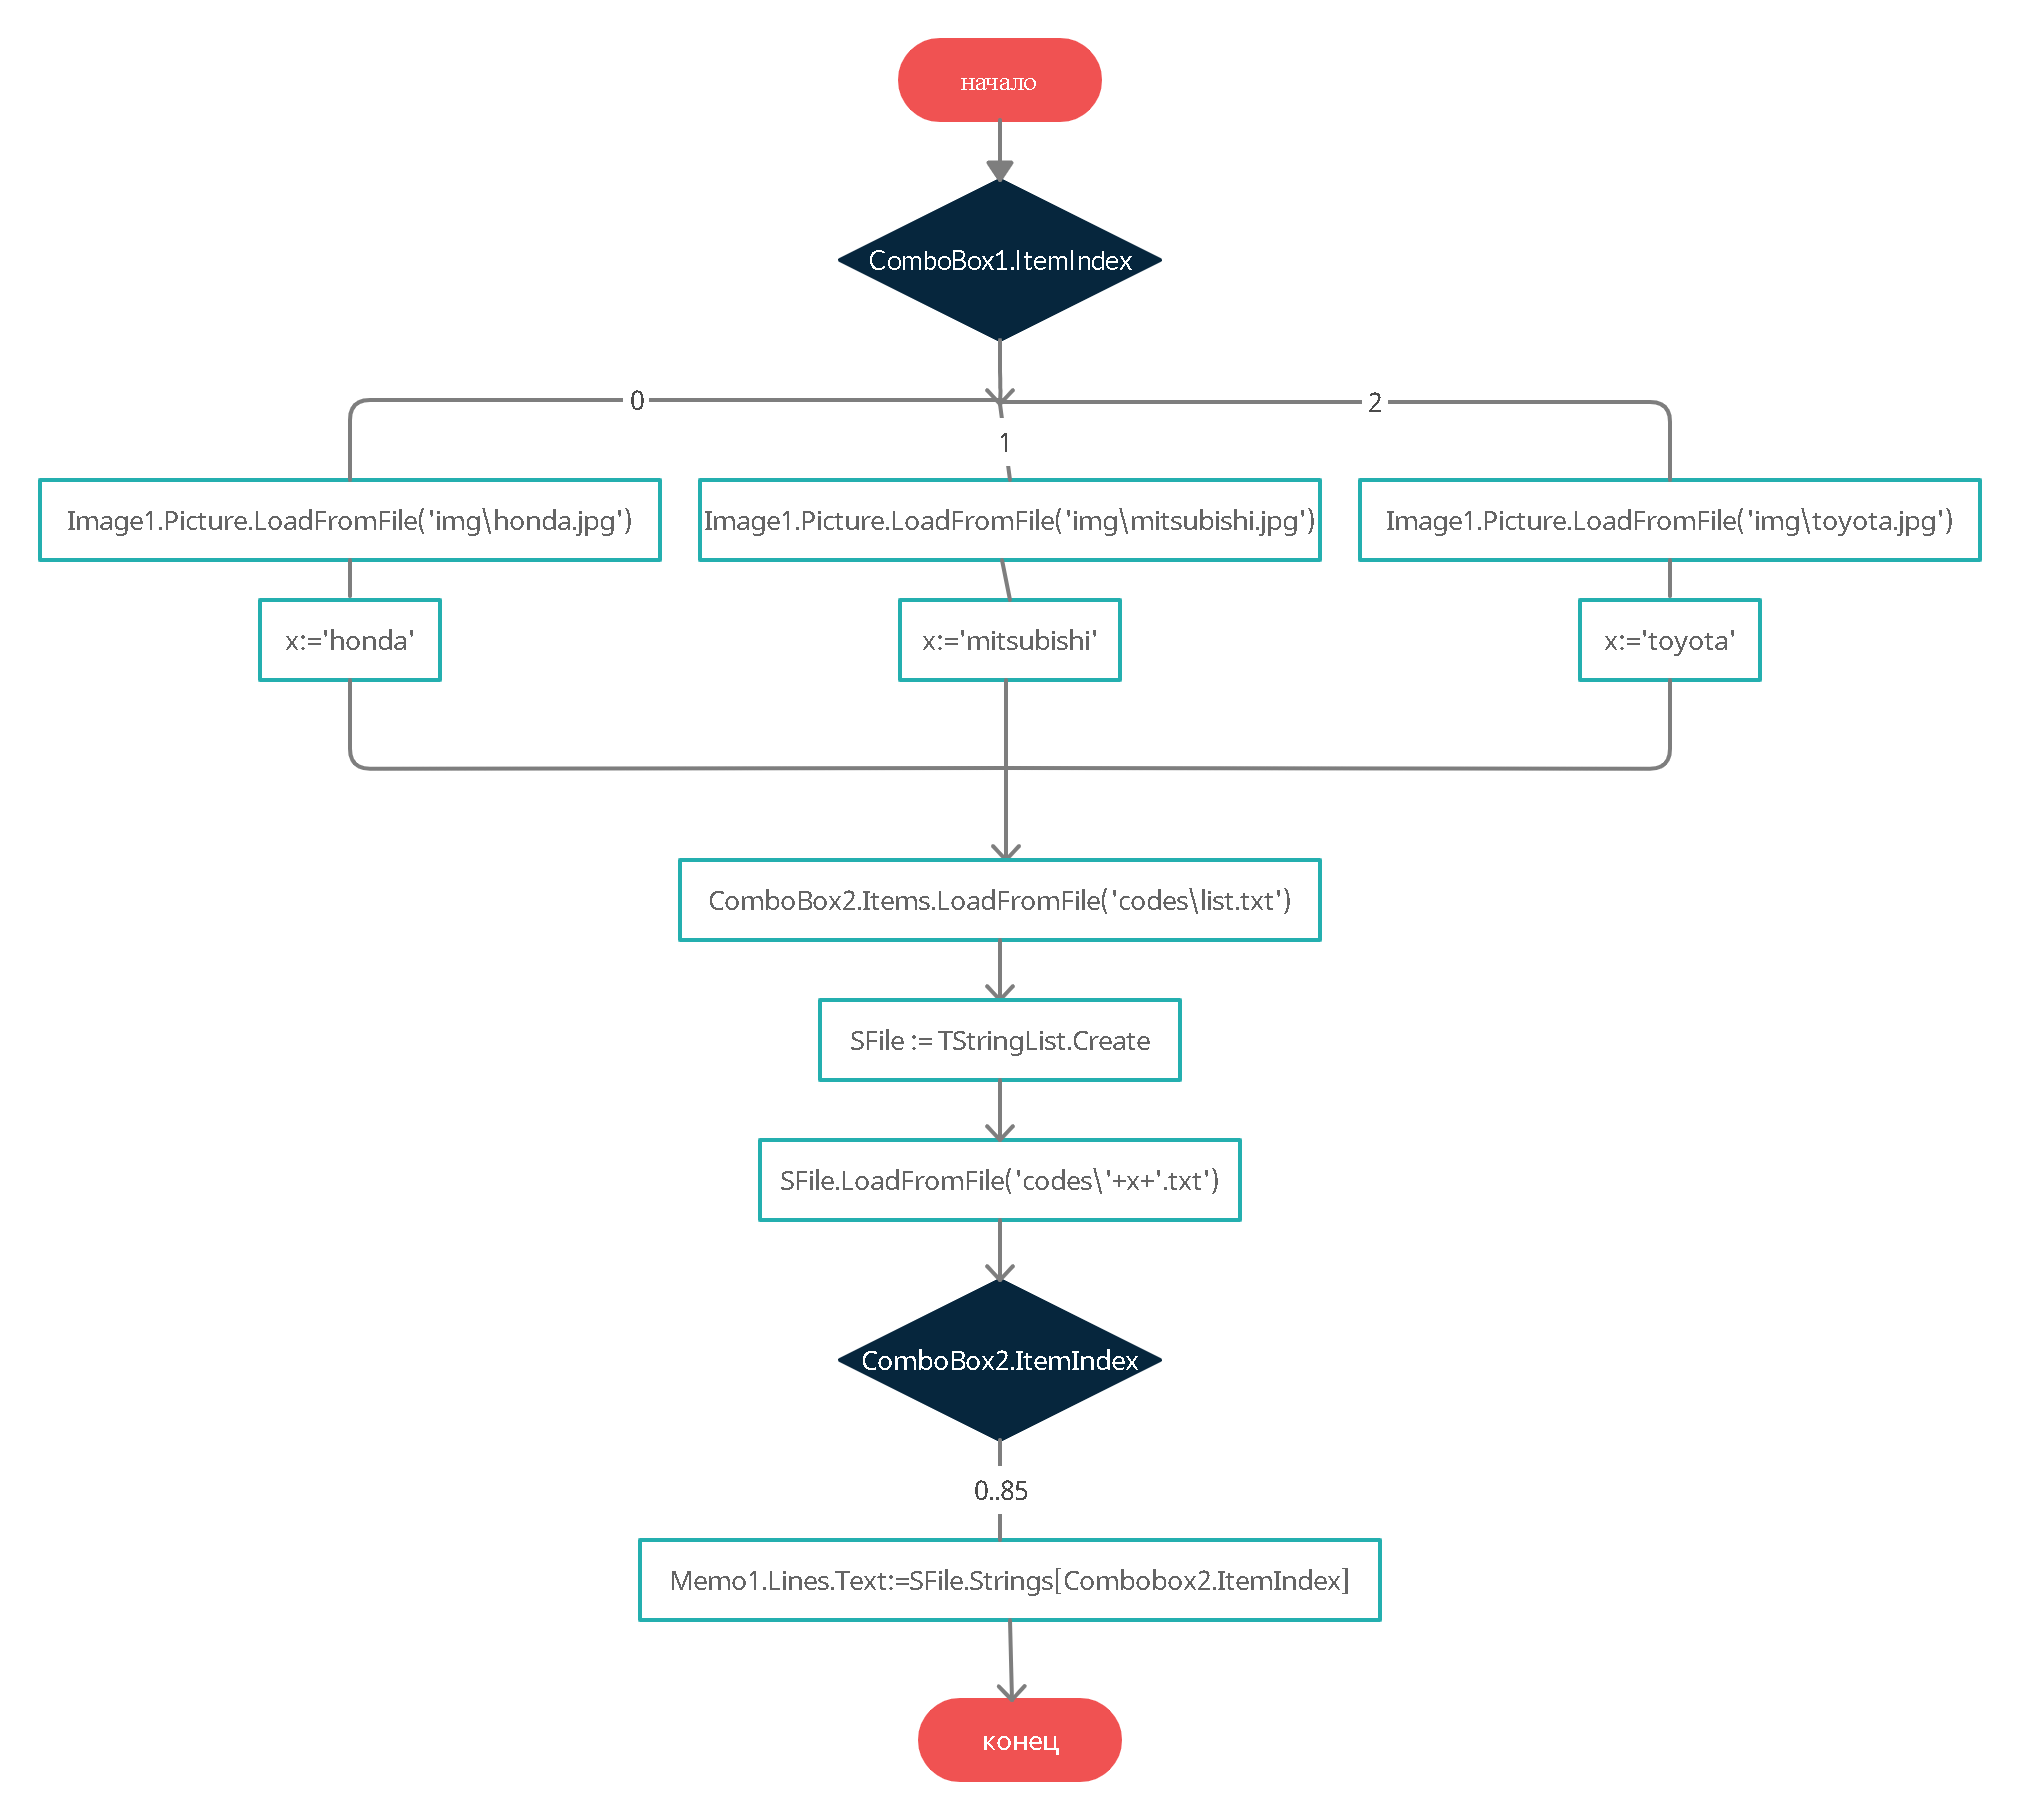 начало
ComboBox1.ItemIndex
0
2
1
Image1.Picture.LoadFromFile('img\honda.jpg')
Image1.Picture.LoadFromFile('img\mitsubishi.jpg')
Image1.Picture.LoadFromFile('img\toyota.jpg')
x:='honda'
x:='mitsubishi'
x:='toyota'
ComboBox2.Items.LoadFromFile('codes\list.txt')
SFile := TStringList.Create
SFile.LoadFromFile('codes\'+x+'.txt')
ComboBox2.ItemIndex
0..85
Memo1.Lines.Text:=SFile.Strings[Combobox2.ItemIndex]
конец